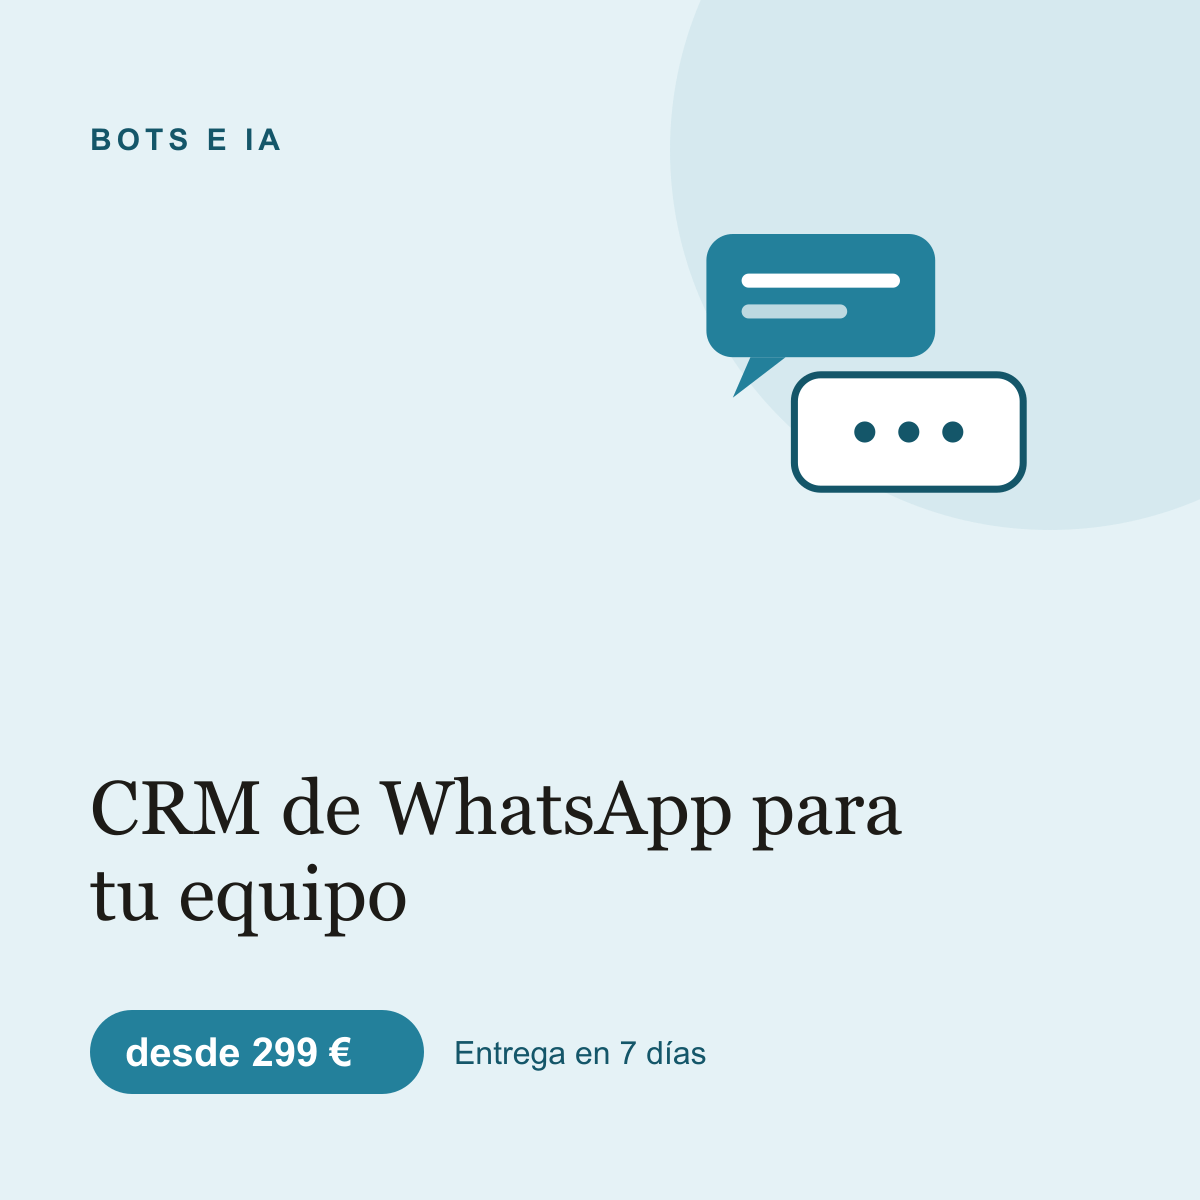 BOTS E IA
CRM de WhatsApp para
tu equipo
desde 299 €
Entrega en 7 días